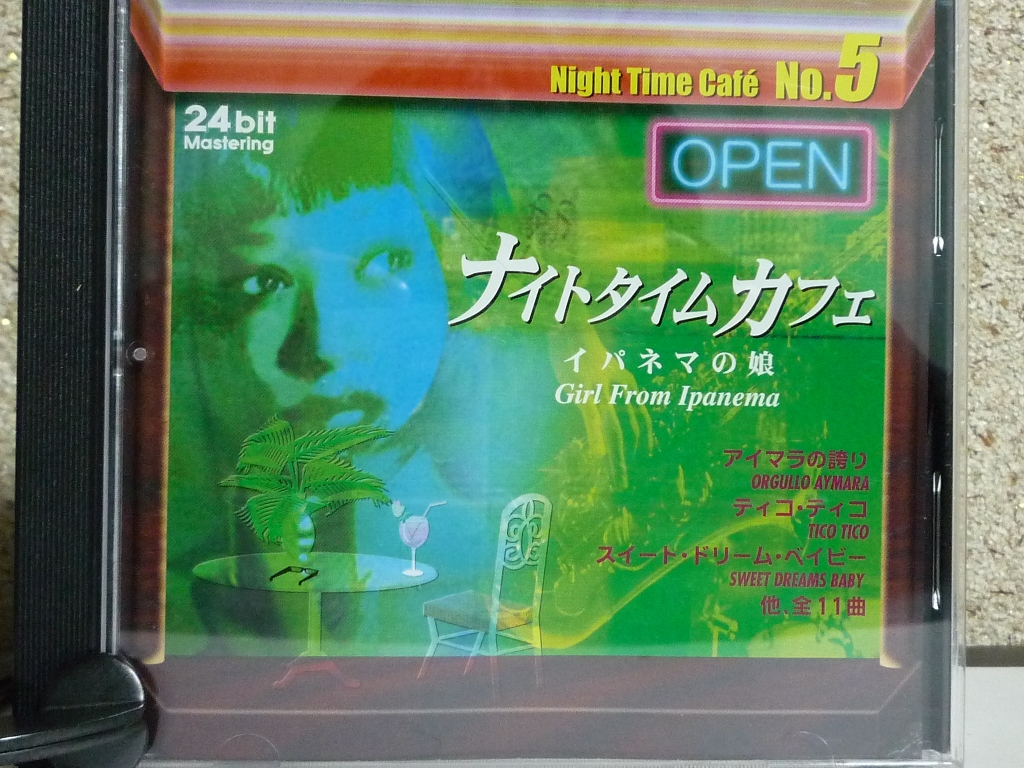 Night Time Café No.5
24bit
Mastering
OPEN
ナイトタイムカフェ
イパネマの娘
Girl From Ipanema
アイマラの誇り
ORGULLO AYMARA
ティコ・ティコ
TICO TICO
スイート・ドリーム・ベイビー
SWEET DREAMS BABY
他、全11曲